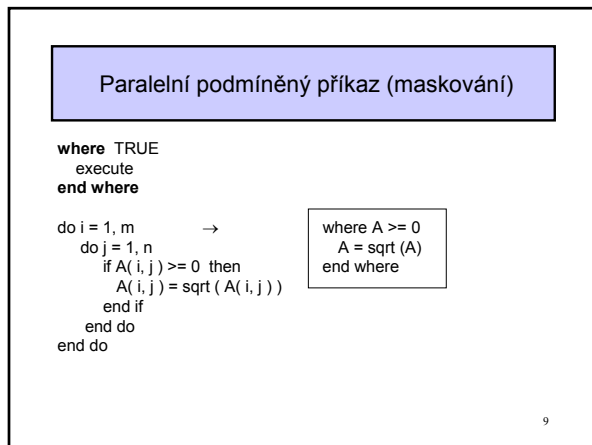 Paralelní podmíněný příkaz (maskování)
where TRUE
execute
end where
do i = 1, m →
do j = 1, n
if A( i, j ) >= 0 then
A( i, j ) = sqrt ( A( i, j ) )
end if
end do
end do
where A >= 0
A = sqrt (A)
end where
9